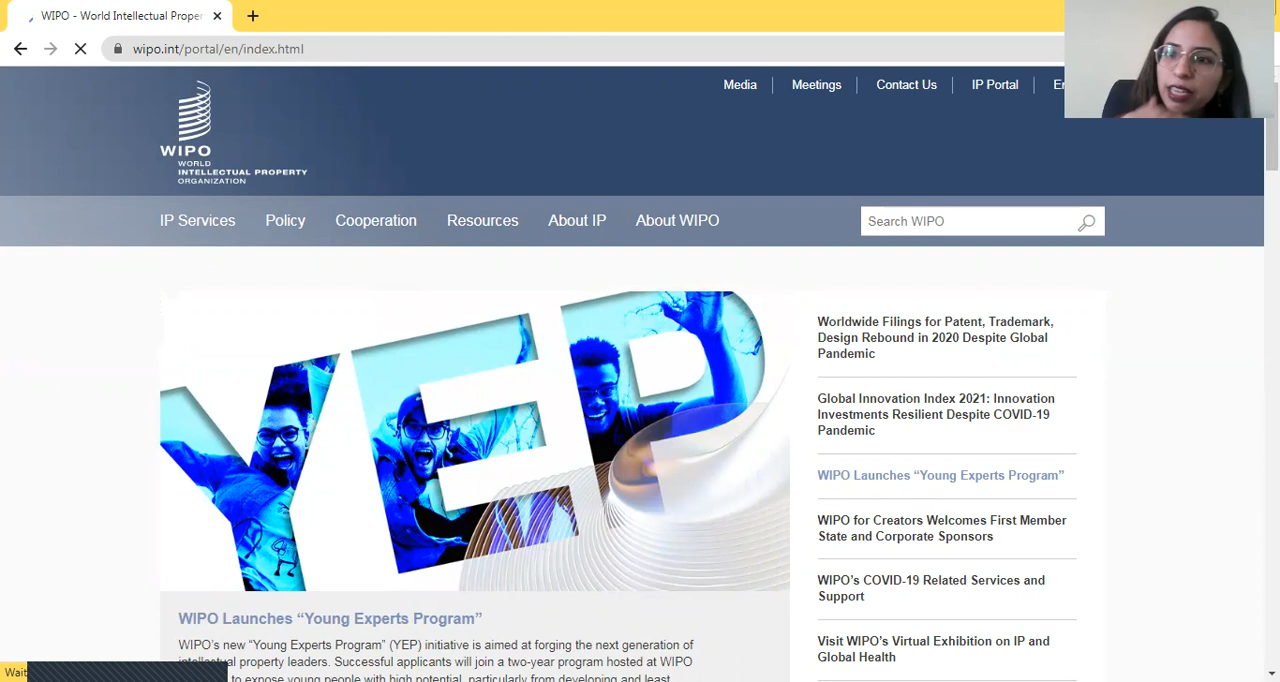 WIPO - World Intellectual Proper
wipo.int/portal/en/index.html
Media
Meetings
Contact Us
IP Portal
WIPO
WORLD
INTELLECTUAL PROPERTY
ORGANIZATION
IP Services
Policy
Cooperation
Resources
About IP
About WIPO
Search WIPO
YEP
Worldwide Filings for Patent, Trademark,
Design Rebound in 2020 Despite Global
Pandemic
Global Innovation Index 2021: Innovation
Investments Resilient Despite COVID-19
Pandemic
WIPO Launches “Young Experts Program”
WIPO for Creators Welcomes First Member
State and Corporate Sponsors
WIPO’s COVID-19 Related Services and
Support
Visit WIPO’s Virtual Exhibition on IP and
Global Health
WIPO Launches “Young Experts Program”
WIPO’s new “Young Experts Program” (YEP) initiative is aimed at forging the next generation of
intellectual property leaders. Successful applicants will join a two-year program hosted at WIPO
to expose young people with high potential, particularly from developing and least
Wait